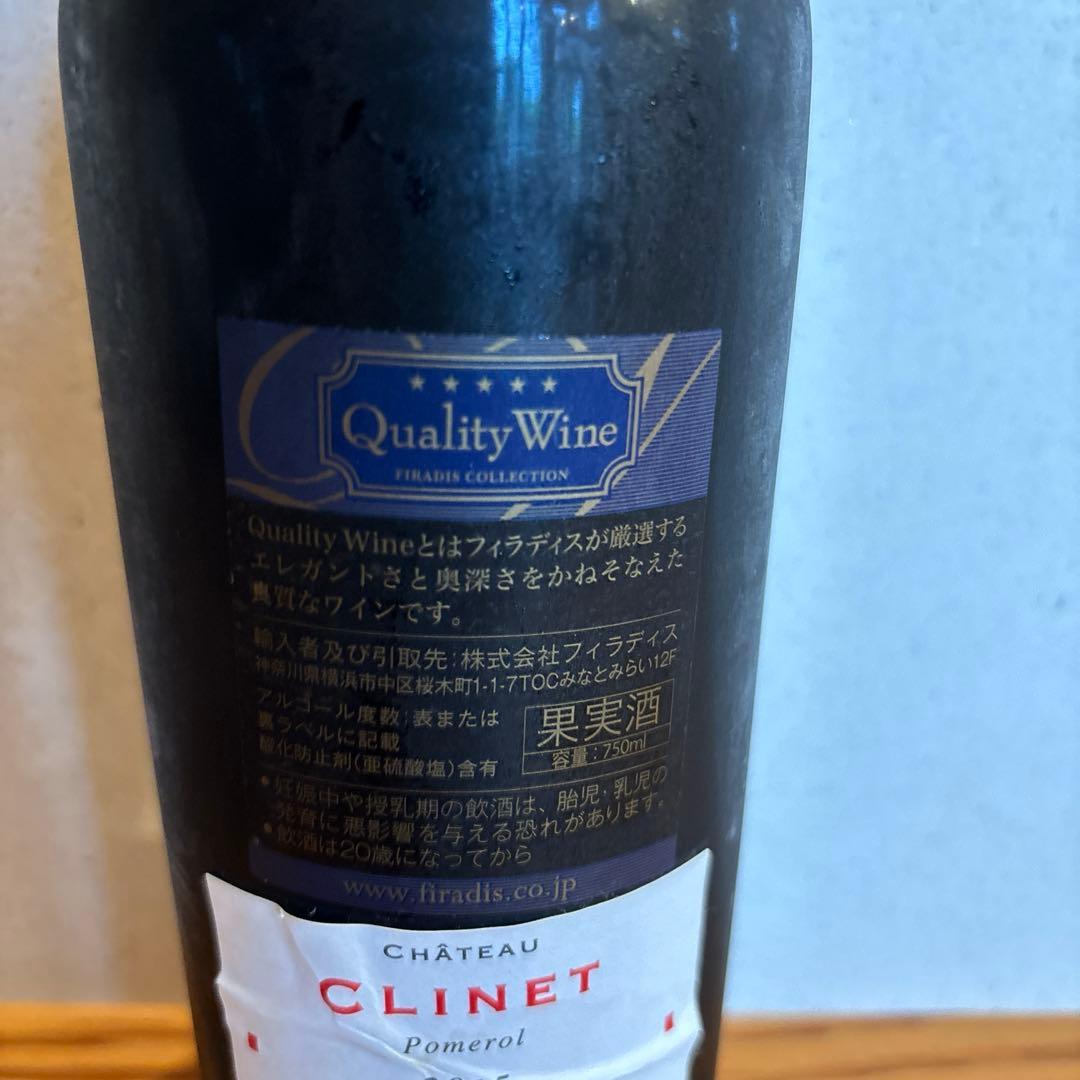 ★★★★★
Quality Wine
FIRADIS COLLECTION
Quality Wineとはフィラディスが厳選する
エレガントさと奥深さをかねそなえた
真質なワインです。
輸入者及び引取先:株式会社フィラディス
神奈川県横浜市中区桜木町1-1-7TOCみなとみらい12F
アルコール度数:表または
裏ラベルに記載
酸化防止剤(亜硫酸塩)含有
果実酒
容量:750ml
•妊娠中や授乳期の飲酒は、胎児・乳児の
発育に悪影響を与える恐れがあります。
•飲酒は20歳になってから
www.firadis.co.jp
CHÂTEAU
CLINET
Pomerol